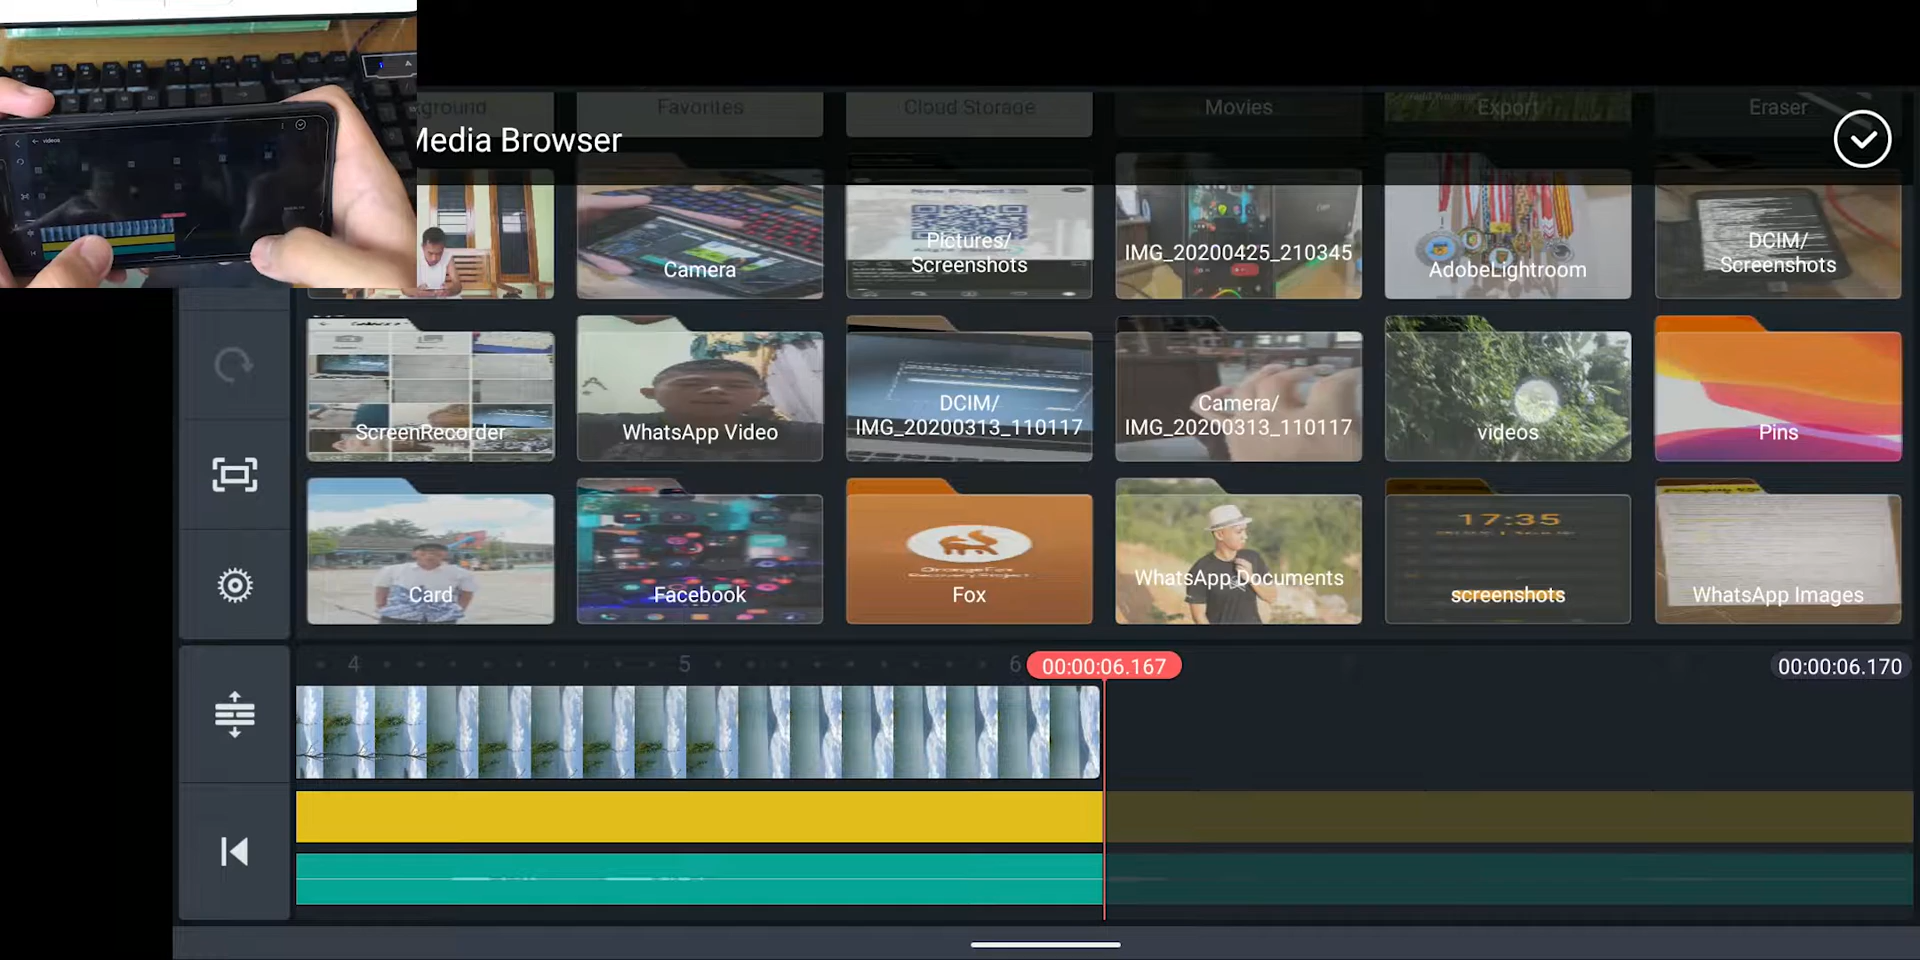 ground
Favorites
Cloud Storage
Movies
Export
Eraser
Media Browser
videos
Camera
Pictures/
Screenshots
IMG_20200425_210345
AdobeLightroom
DCIM/
Screenshots
ScreenRecorder
WhatsApp Video
DCIM/
IMG_20200313_110117
Camera/
IMG_20200313_110117
videos
Pins
Card
Facebook
Fox
WhatsApp Documents
17:35
screenshots
WhatsApp Images
4
5
6
00:00:06.167
00:00:06.170